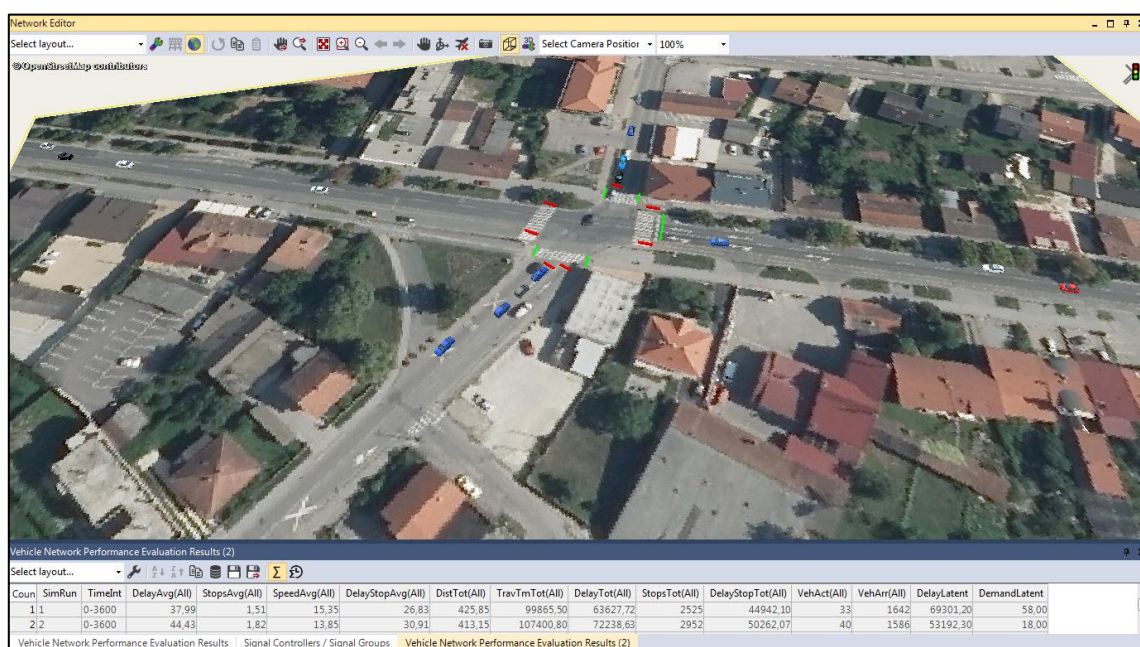 Network Editor
Select layout... Select Camera Position 100%
© OpenStreetMap contributors
Vehicle Network Performance Evaluation Results (2)
Select layout...
Coun SimRun TimeInt DelayAvg(All) StopsAvg(All) SpeedAvg(All) DelayStopAvg(All) DistTot(All) TravTmTot(All) DelayTot(All) StopsTot(All) DelayStopTot(All) VehAct(All) VehArr(All) DelayLatent DemandLatent
1 1 0-3600 37,99 1,51 15,35 26,83 425,85 99865,50 63627,72 2525 44942,10 33 1642 69301,20 58,00
2 2 0-3600 44,43 1,82 13,85 30,91 413,15 107400,80 72238,63 2952 50262,07 40 1586 53192,30 18,00
Vehicle Network Performance Evaluation Results Signal Controllers / Signal Groups Vehicle Network Performance Evaluation Results (2)